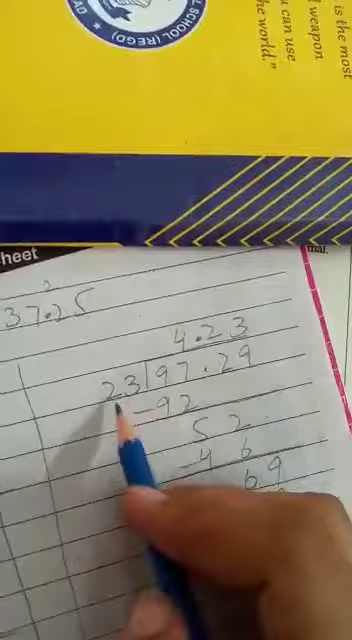 L SCHOOL (REGD)
is the most
l weapon
u can use
he world."
heet
37.25
4.23
23 97.29
-92
52
-46
69